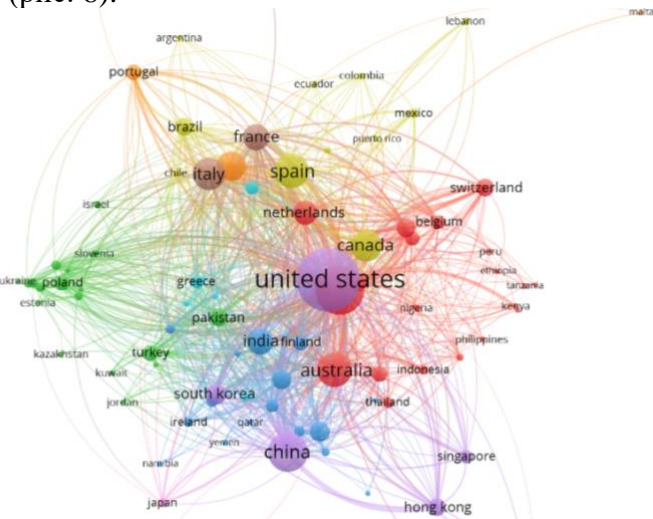 (рис. 8).
malta
lebanon
argentina
portugal
colombia
ecuador
mexico
brazil
france
puerto rico
chile
italy
spain
switzerland
israel
netherlands
belgium
canada
slovenia
peru
ethiopia
united states
ukraine
poland
greece
tanzania
estonia
nigeria
kenya
pakistan
india
finland
philippines
kazakhstan
turkey
kuwait
australia
indonesia
south korea
jordan
thailand
ireland
qatar
yemen
china
singapore
namibia
japan
hong kong